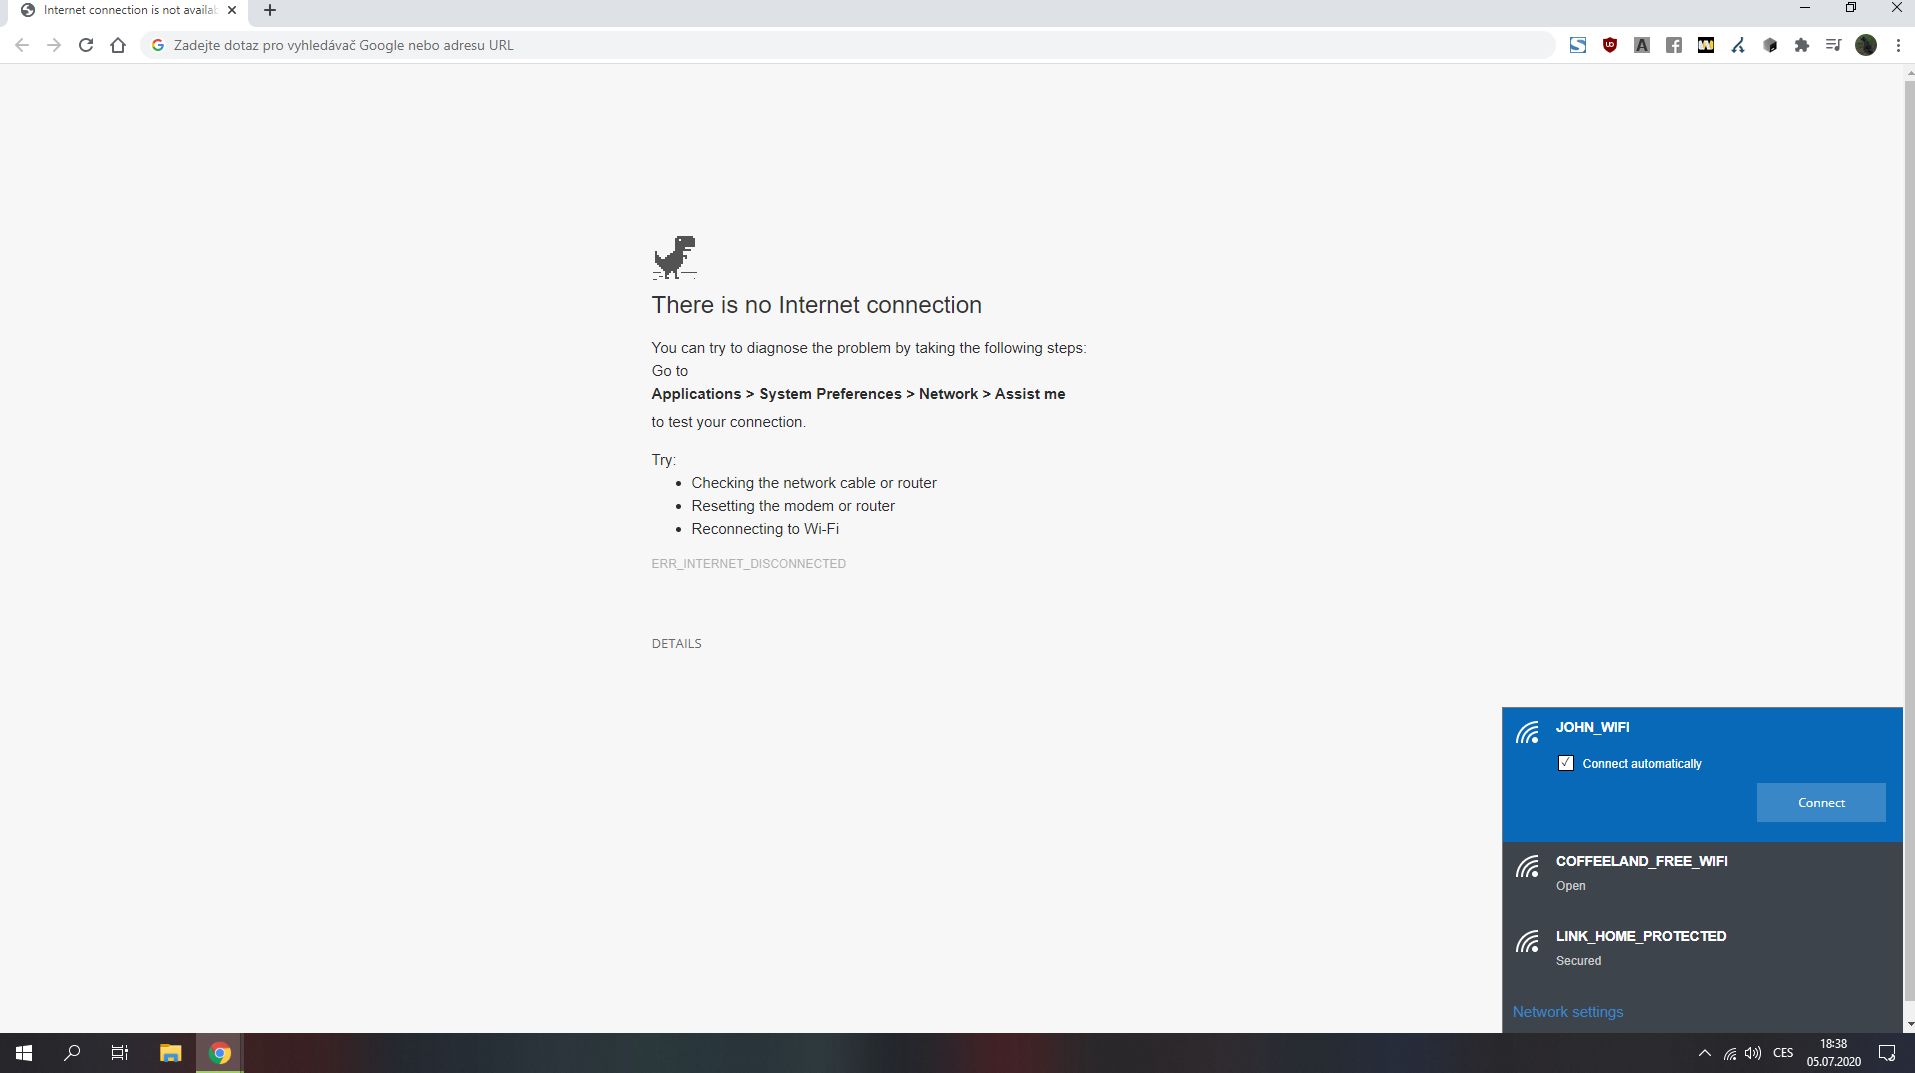 Internet connection is not availab
Zadejte dotaz pro vyhledávač Google nebo adresu URL
There is no Internet connection
You can try to diagnose the problem by taking the following steps:
Go to
Applications > System Preferences > Network > Assist me
to test your connection.
Try:
• Checking the network cable or router
• Resetting the modem or router
• Reconnecting to Wi-Fi
ERR_INTERNET_DISCONNECTED
DETAILS
JOHN_WIFI
Connect automatically
Connect
COFFEELAND_FREE_WIFI
Open
LINK_HOME_PROTECTED
Secured
Network settings
CES
18:38
05.07.2020